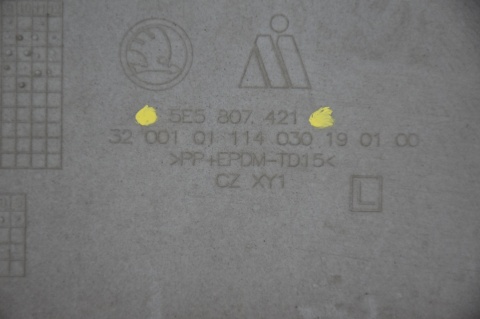 5E5 807 421
32 001 01 114 030 19 01 00
>PP+EPDM-TD15<
CZ XY1
L